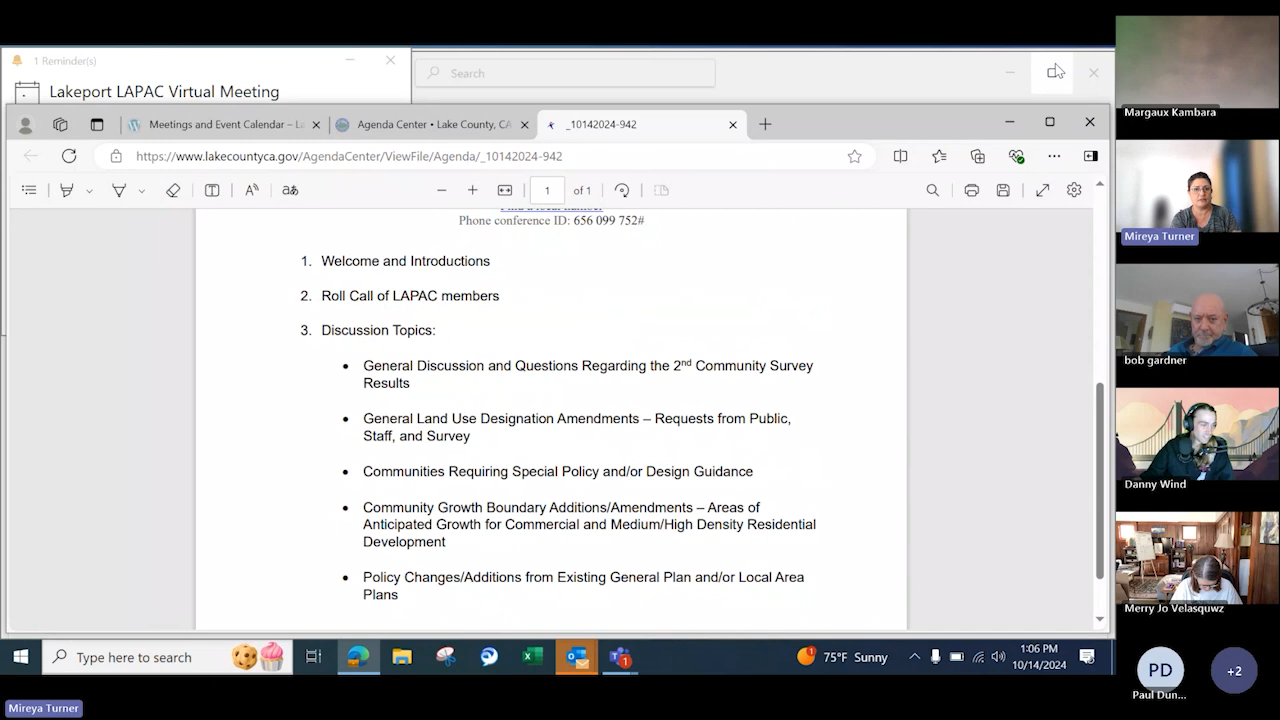 1 Reminder(s)
Lakeport LAPAC Virtual Meeting
Search
Meetings and Event Calendar – La
Agenda Center • Lake County, CA
_10142024-942
https://www.lakecountyca.gov/AgendaCenter/ViewFile/Agenda/_10142024-942
1 of 1
Phone conference ID: 656 099 752#
1. Welcome and Introductions
2. Roll Call of LAPAC members
3. Discussion Topics:
• General Discussion and Questions Regarding the 2nd Community Survey
Results
• General Land Use Designation Amendments – Requests from Public,
Staff, and Survey
• Communities Requiring Special Policy and/or Design Guidance
• Community Growth Boundary Additions/Amendments – Areas of
Anticipated Growth for Commercial and Medium/High Density Residential
Development
• Policy Changes/Additions from Existing General Plan and/or Local Area
Plans
Type here to search
75°F Sunny
1:06 PM
10/14/2024
Mireya Turner
Margaux Kambara
Mireya Turner
bob gardner
Danny Wind
Merry Jo Velasquwz
PD
Paul Dun...
+2